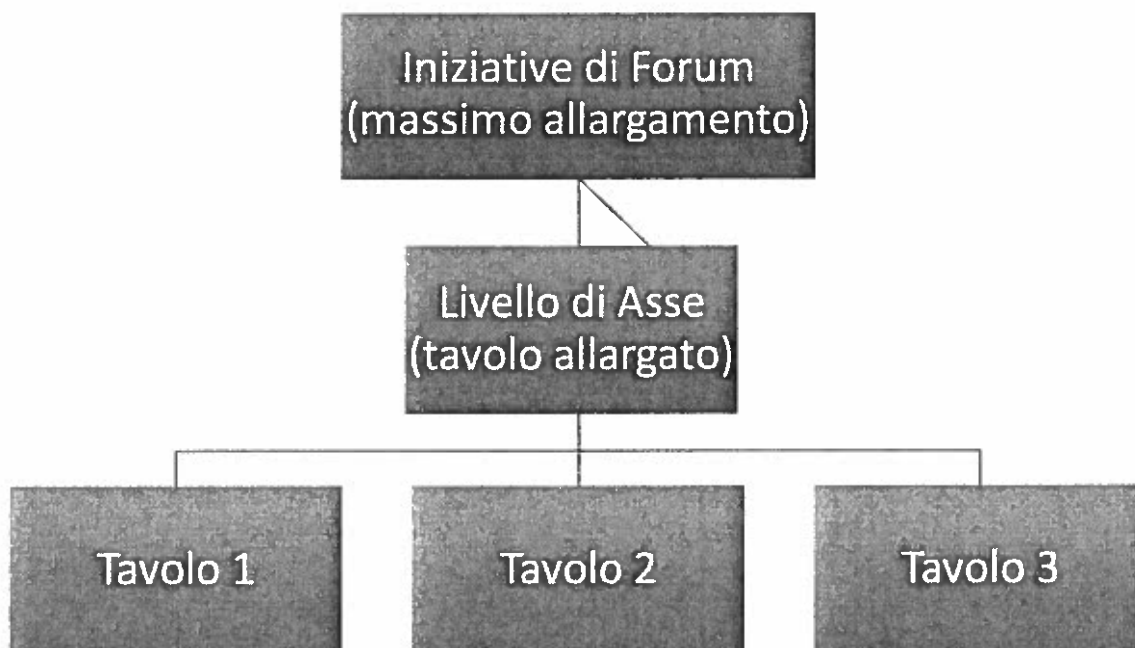 Iniziative di Forum
(massimo allargamento)
Livello di Asse
(tavolo allargato)
Tavolo 1
Tavolo 2
Tavolo 3